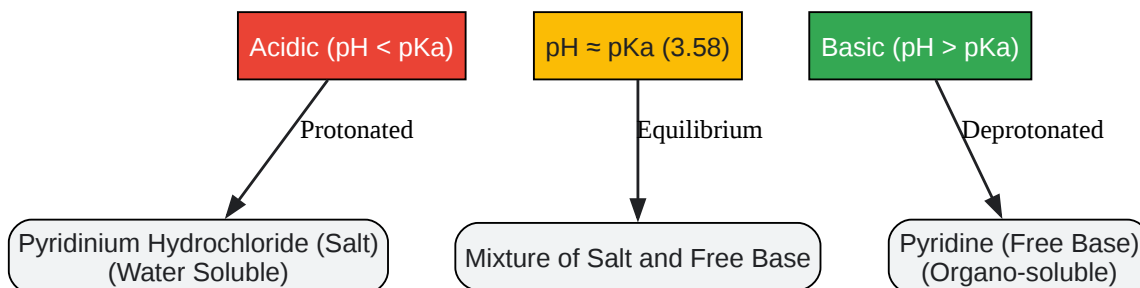 Acidic (pH < pKa)
pH ≈ pKa (3.58)
Basic (pH > pKa)
Protonated
Equilibrium
Deprotonated
Pyridinium Hydrochloride (Salt)
(Water Soluble)
Mixture of Salt and Free Base
Pyridine (Free Base)
(Organo-soluble)